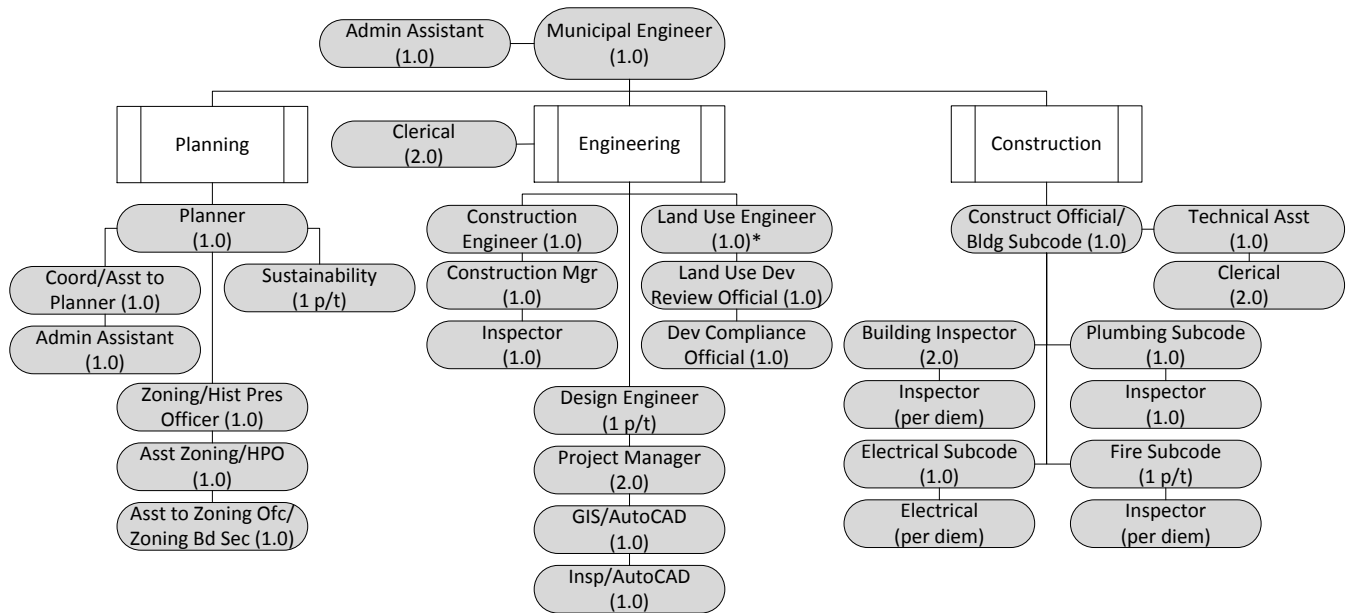 Admin Assistant
(1.0)
Municipal Engineer
(1.0)
Planning
Clerical
(2.0)
Engineering
Construction
Planner
(1.0)
Coord/Asst to
Planner (1.0)
Admin Assistant
(1.0)
Sustainability
(1 p/t)
Zoning/Hist Pres
Officer (1.0)
Asst Zoning/HPO
(1.0)
Asst to Zoning Ofc/
Zoning Bd Sec (1.0)
Construction
Engineer (1.0)
Construction Mgr
(1.0)
Inspector
(1.0)
Land Use Engineer
(1.0)*
Land Use Dev
Review Official (1.0)
Dev Compliance
Official (1.0)
Design Engineer
(1 p/t)
Project Manager
(2.0)
GIS/AutoCAD
(1.0)
Insp/AutoCAD
(1.0)
Construct Official/
Bldg Subcode (1.0)
Technical Asst
(1.0)
Clerical
(2.0)
Building Inspector
(2.0)
Inspector
(per diem)
Plumbing Subcode
(1.0)
Inspector
(1.0)
Electrical Subcode
(1.0)
Electrical
(per diem)
Fire Subcode
(1 p/t)
Inspector
(per diem)